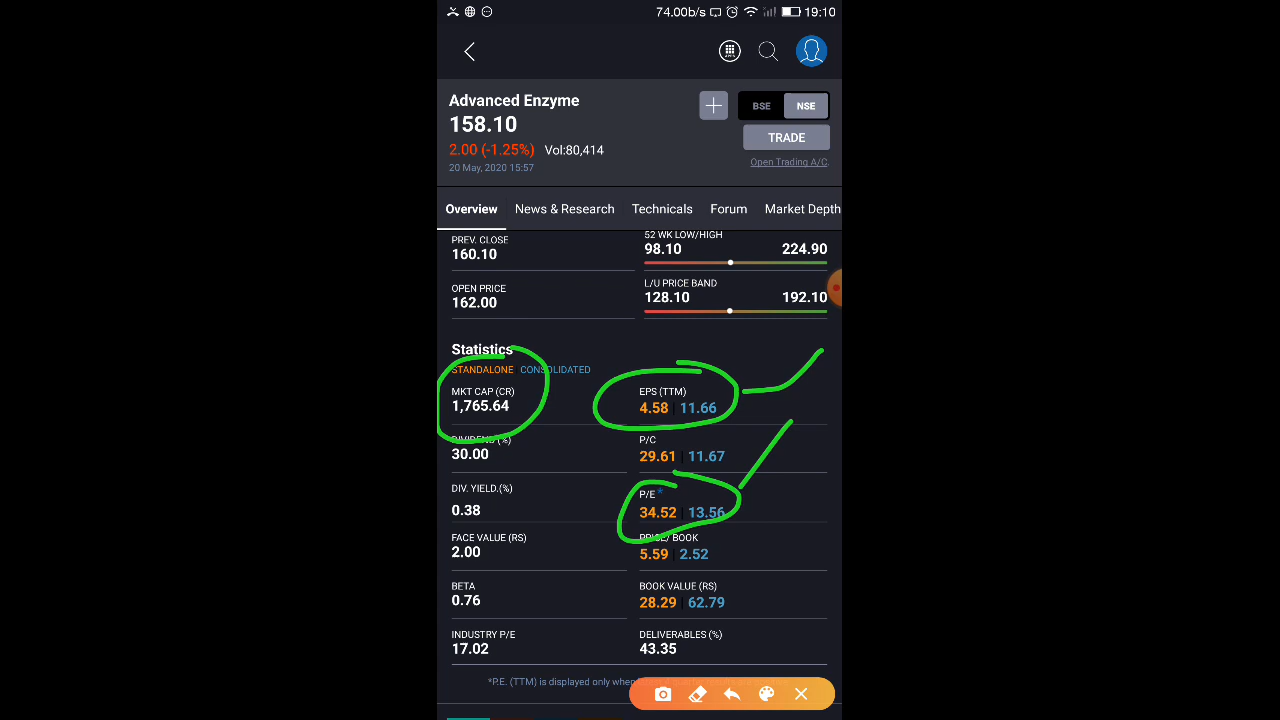 74.00b/s 19:10
Advanced Enzyme
BSE NSE
158.10
TRADE
2.00 (-1.25%) Vol:80,414
Open Trading A/C.
20 May, 2020 15:57
Overview News & Research Technicals Forum Market Depth
PREV. CLOSE 52 WK LOW/HIGH
160.10 98.10 224.90
OPEN PRICE L/U PRICE BAND
162.00 128.10 192.10
Statistics
STANDALONE CONSOLIDATED
MKT CAP (CR) EPS (TTM)
1,765.64 4.58 | 11.66
DIVIDEND (%) P/C
30.00 29.61 | 11.67
DIV. YIELD.(%) P/E*
0.38 34.52 | 13.56
FACE VALUE (RS) PRICE/ BOOK
2.00 5.59 | 2.52
BETA BOOK VALUE (RS)
0.76 28.29 | 62.79
INDUSTRY P/E DELIVERABLES (%)
17.02 43.35
*P.E. (TTM) is displayed only when